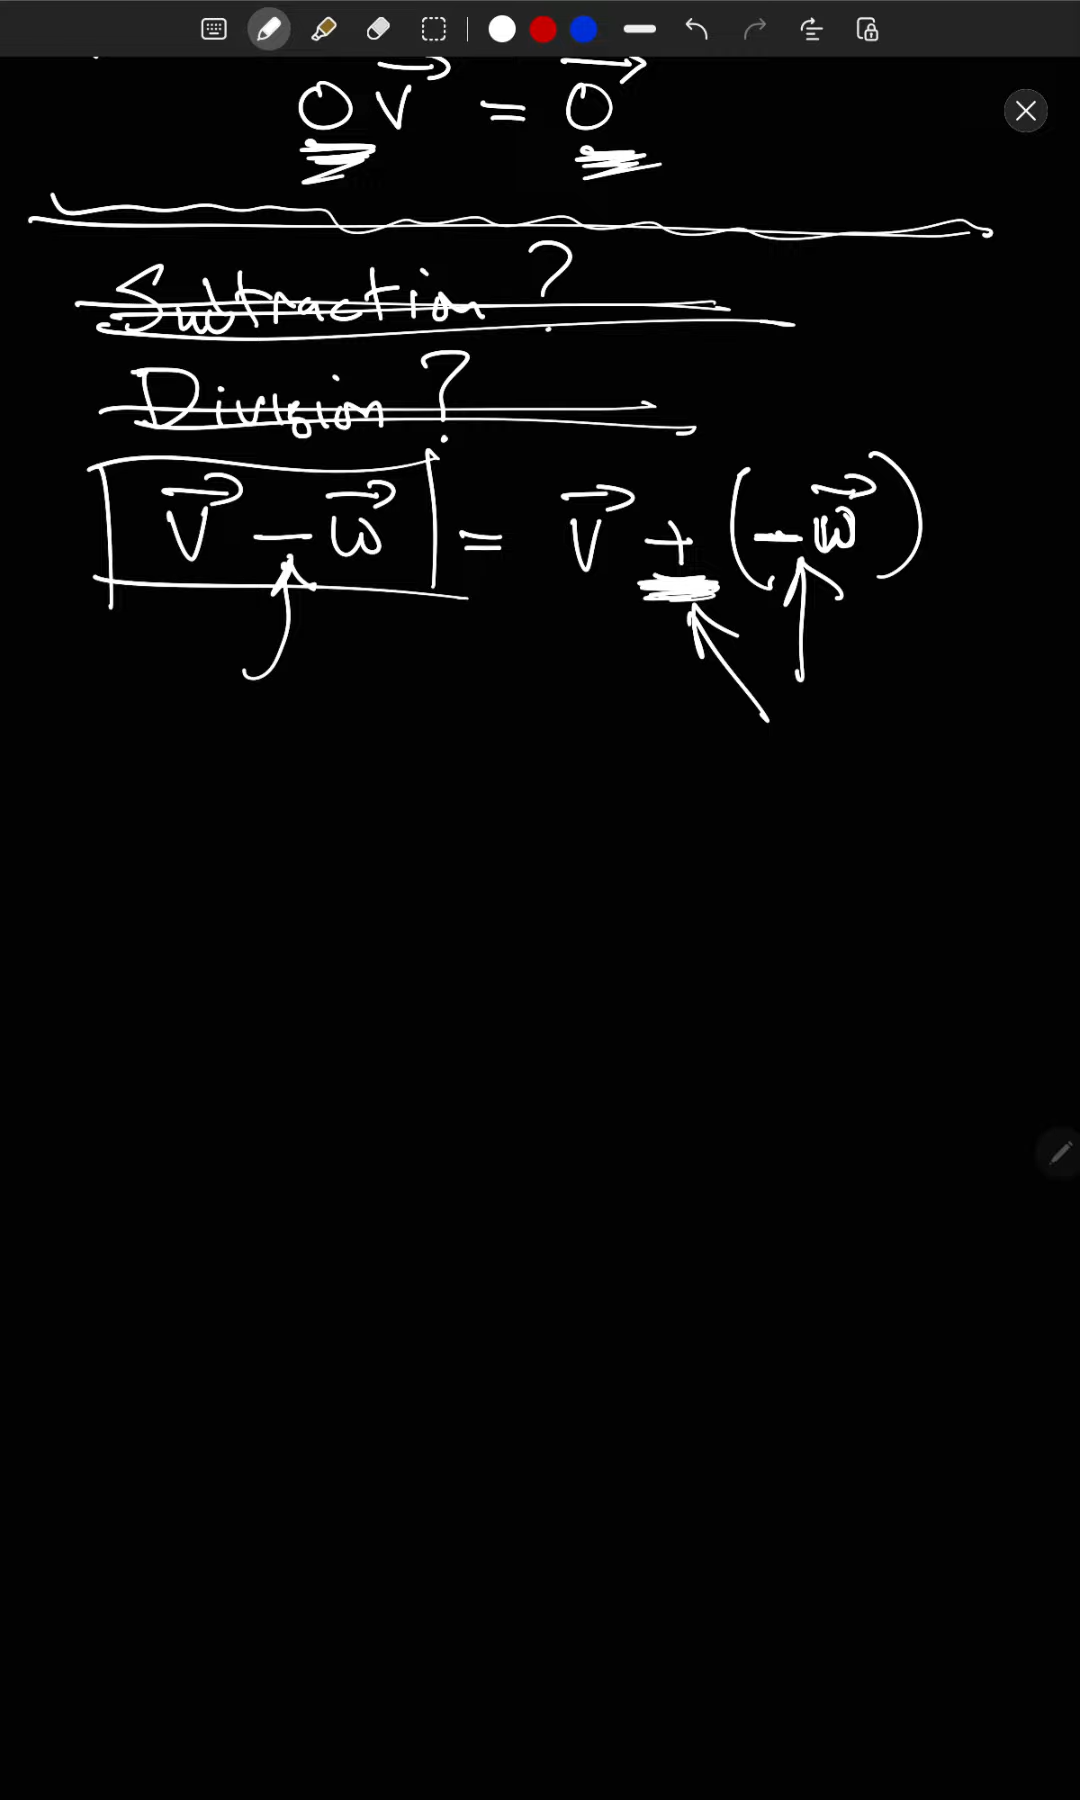 0 v⃗ = 0⃗
Subtraction ?
Division ?
v⃗ - w⃗ = v⃗ + (-w⃗)